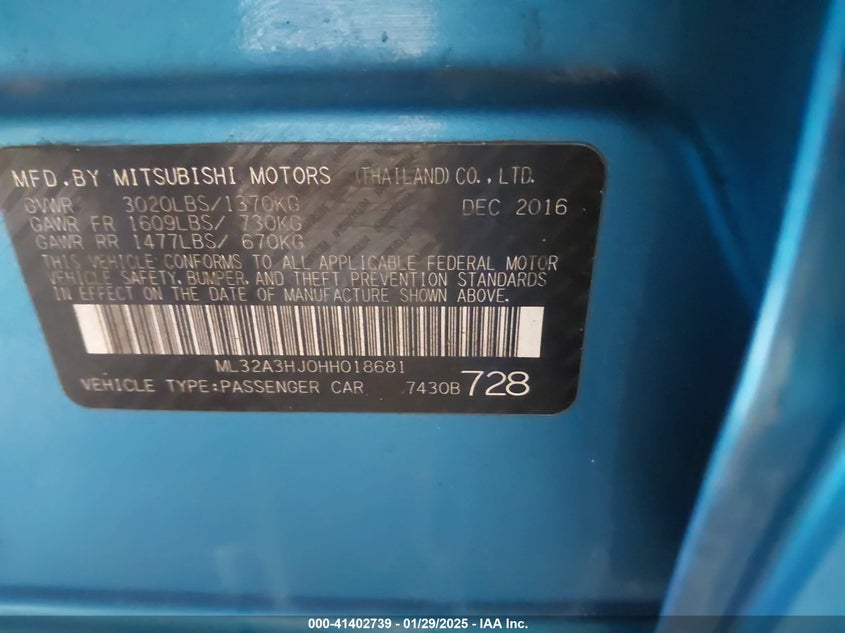 MFD.BY MITSUBISHI MOTORS (THAILAND) CO.,LTD.
GVWR 3020LBS/1370KG DEC 2016
GAWR FR 1609LBS/ 730KG
GAWR RR 1477LBS/ 670KG
THIS VEHICLE CONFORMS TO ALL APPLICABLE FEDERAL MOTOR
VEHICLE SAFETY, BUMPER, AND THEFT PREVENTION STANDARDS
IN EFFECT ON THE DATE OF MANUFACTURE SHOWN ABOVE.
ML32A3HJ0HH018681
VEHICLE TYPE:PASSENGER CAR 7430B 728
000-41402739 - 01/29/2025 - IAA Inc.